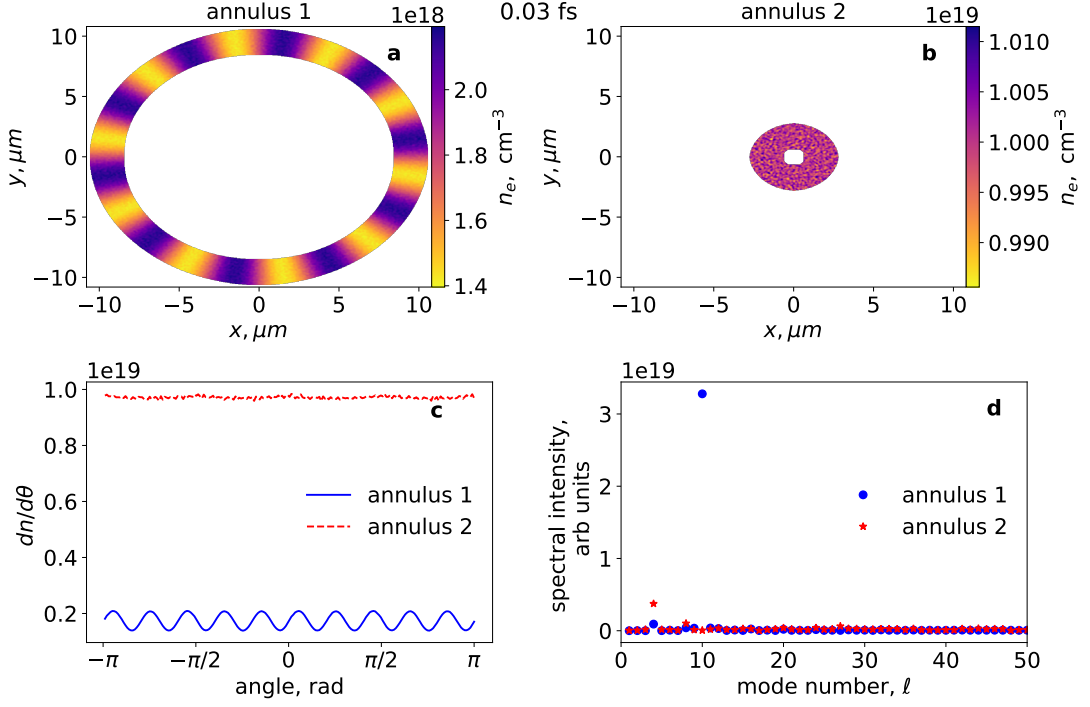 annulus 1
1e18
0.03 fs
annulus 2
1e19
a
10
5
0
−5
−10
y, μm
−10
−5
0
5
10
x, μm
2.0
1.8
1.6
1.4
n_e, cm⁻³
b
10
5
0
−5
−10
y, μm
−10
−5
0
5
10
x, μm
1.010
1.005
1.000
0.995
0.990
n_e, cm⁻³
1e19
c
1.0
0.8
0.6
0.4
0.2
dn/dθ
annulus 1
annulus 2
−π
−π/2
0
π/2
π
angle, rad
1e19
d
3
2
1
0
spectral intensity,
arb units
annulus 1
annulus 2
0
10
20
30
40
50
mode number, ℓ